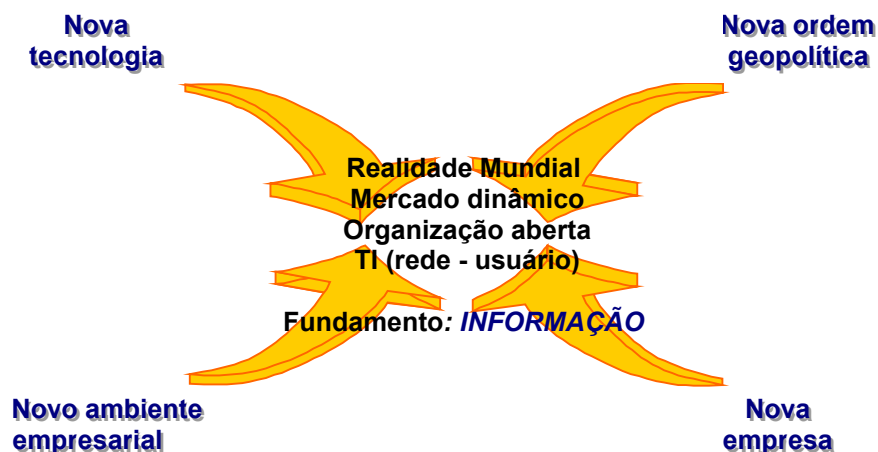 Nova
tecnologia
Nova ordem
geopolítica
Realidade Mundial
Mercado dinâmico
Organização aberta
TI (rede - usuário)
Fundamento: INFORMAÇÃO
Novo ambiente
empresarial
Nova
empresa